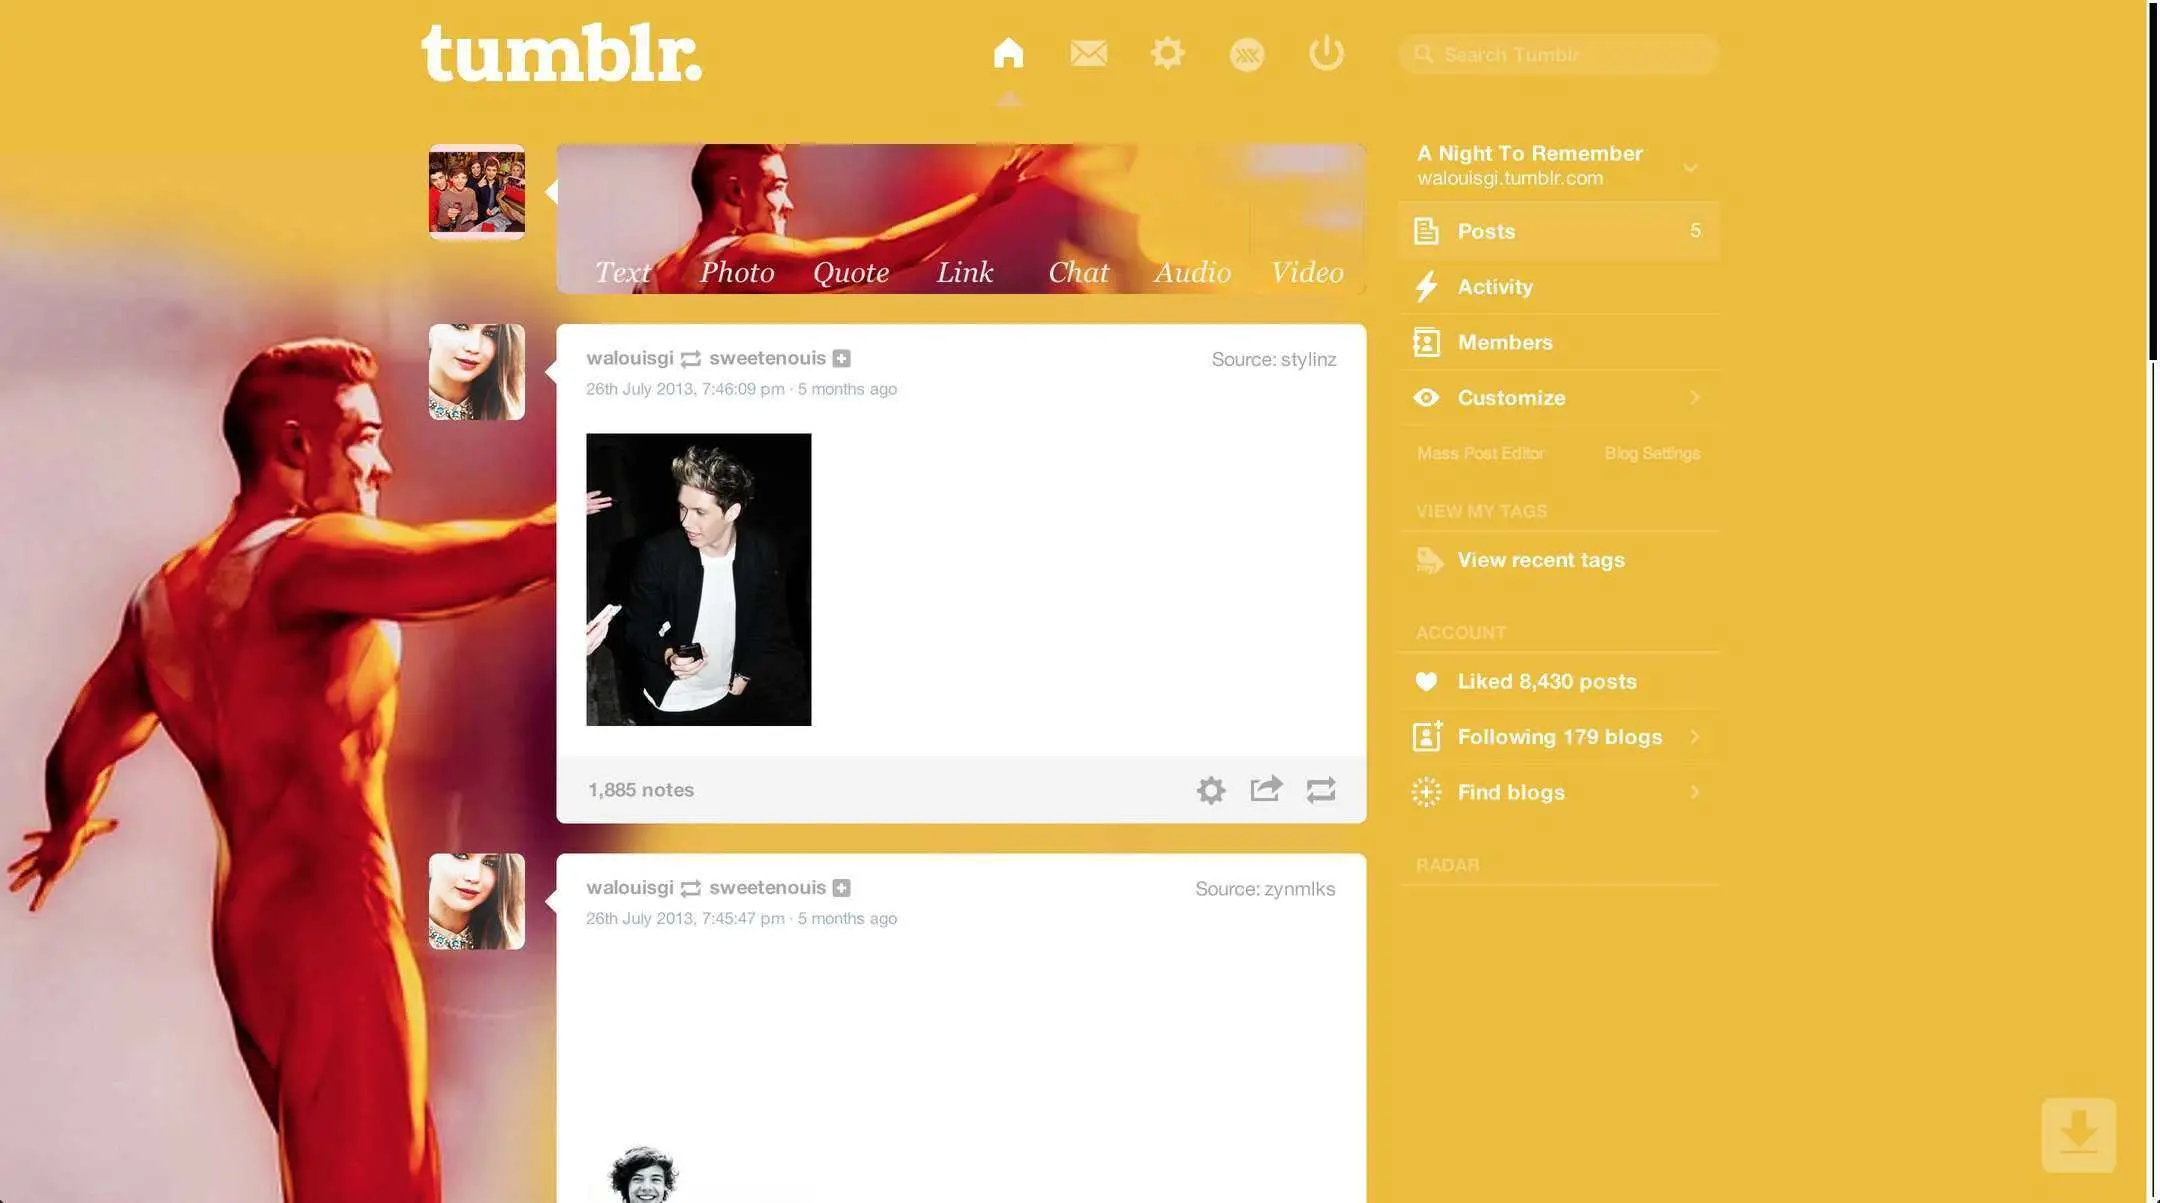 tumblr.
Search Tumblr
A Night To Remember
walouisgi.tumblr.com
Text Photo Quote Link Chat Audio Video
Posts 5
Activity
Members
Customize
Mass Post Editor Blog Settings
VIEW MY TAGS
View recent tags
ACCOUNT
Liked 8,430 posts
Following 179 blogs
Find blogs
RADAR
walouisgi sweetenouis
Source: stylinz
26th July 2013, 7:46:09 pm · 5 months ago
1,885 notes
walouisgi sweetenouis
Source: zynmlks
26th July 2013, 7:45:47 pm · 5 months ago